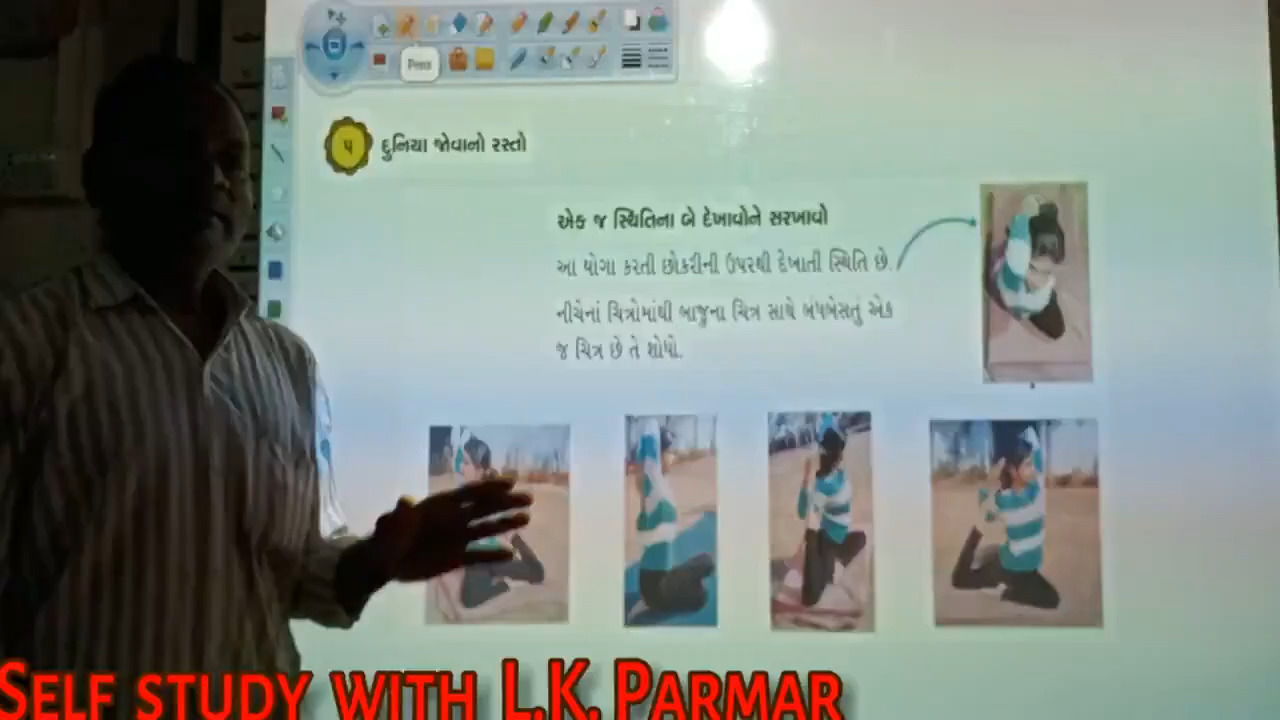 Press
૫ દુનિયા જોવાનો રસ્તો
એક જ સ્થિતિના બે દેખાવોને સરખાવો
આ યોગા કરતી છોકરીની ઉપરથી દેખાતી સ્થિતિ છે.
નીચેનાં ચિત્રોમાંથી બાજુના ચિત્ર સાથે બંધબેસતું એક
જ ચિત્ર છે તે શોધો.
SELF STUDY WITH L.K. PARMAR